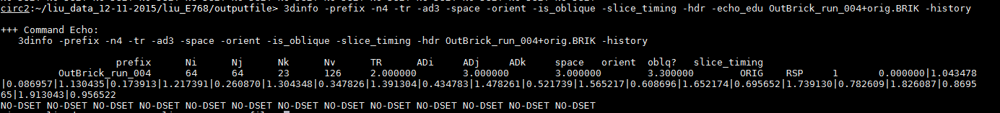 circ2:~/liu_data_12-11-2015/liu_E768/outputfile> 3dinfo -prefix -n4 -tr -ad3 -space -orient -is_oblique -slice_timing -hdr -echo_edu OutBrick_run_004+orig.BRIK -history
+++ Command Echo:
3dinfo -prefix -n4 -tr -ad3 -space -orient -is_oblique -slice_timing -hdr OutBrick_run_004+orig.BRIK -history
prefix Ni Nj Nk Nv TR ADi ADj ADk space orient oblq? slice_timing
OutBrick_run_004 64 64 23 126 2.000000 3.000000 3.000000 3.300000 ORIG RSP 1 0.000000|1.043478
|0.086957|1.130435|0.173913|1.217391|0.260870|1.304348|0.347826|1.391304|0.434783|1.478261|0.521739|1.565217|0.608696|1.652174|0.695652|1.739130|0.782609|1.826087|0.8695
65|1.913043|0.956522
NO-DSET NO-DSET NO-DSET NO-DSET NO-DSET NO-DSET NO-DSET NO-DSET NO-DSET NO-DSET NO-DSET NO-DSET NO-DSET